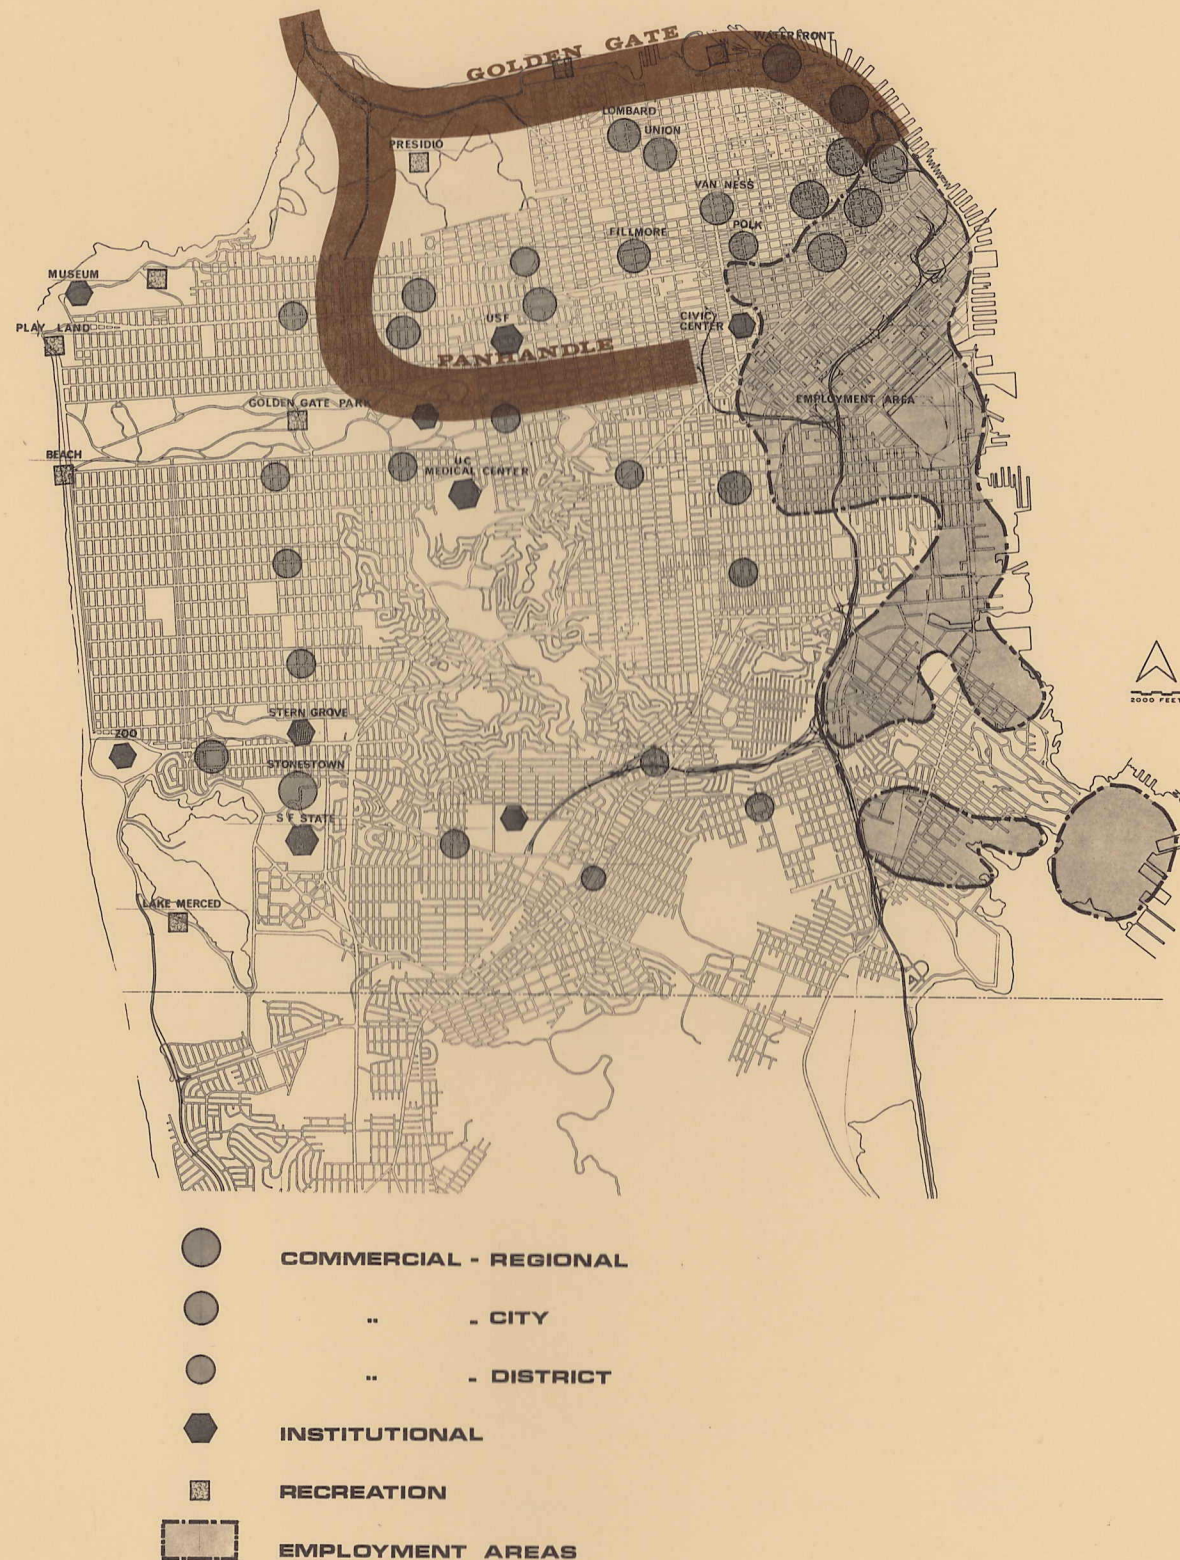 GOLDEN GATE
WATERFRONT
LOMBARD
UNION
PRESIDIO
VAN NESS
POLK
FILLMORE
MUSEUM
PLAY LAND
USF
CIVIC
CENTER
PANHANDLE
GOLDEN GATE PARK
EMPLOYMENT AREA
BEACH
UC
MEDICAL CENTER
2000 FEET
STERN GROVE
ZOO
STONESTOWN
S F STATE
LAKE MERCED
COMMERCIAL - REGIONAL
" - CITY
" - DISTRICT
INSTITUTIONAL
RECREATION
EMPLOYMENT AREAS